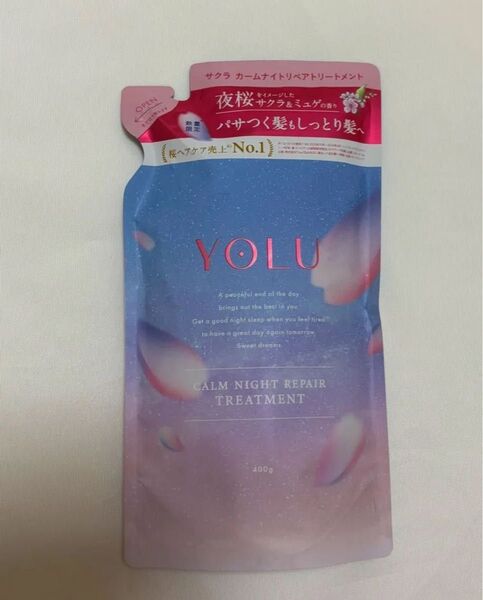 サクラ カームナイトリペアトリートメント
OPEN
数量
限定
夜桜をイメージした
サクラ&ミュゲの香り
パサつく髪もしっとり髪へ
桜ヘアケア売上 No.1
YOLU
A peaceful end of the day
brings out the best in you.
Get a good night sleep when you feel tired
to have a great day again tomorrow.
Sweet dreams.
CALM NIGHT REPAIR
TREATMENT
400g